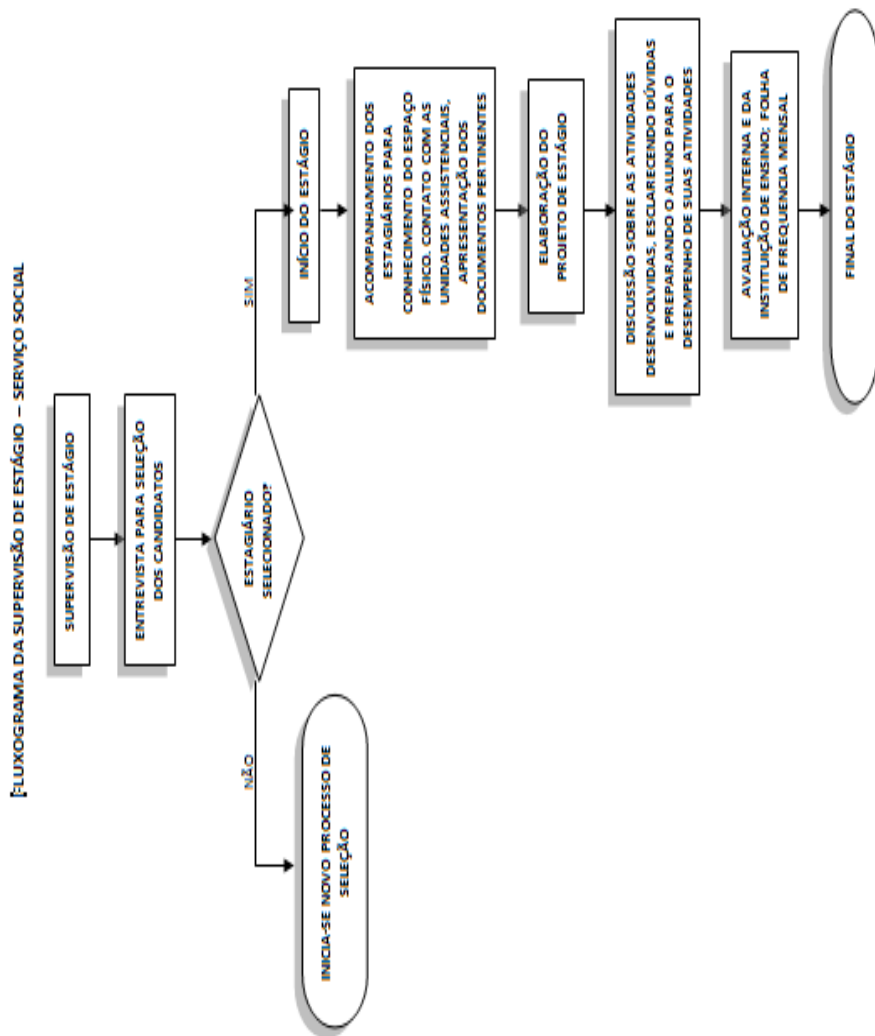 [FLUXOGRAMA DA SUPERVISÃO DE ESTÁGIO – SERVIÇO SOCIAL
SUPERVISÃO DE ESTÁGIO
ENTREVISTA PARA SELEÇÃO
DOS CANDIDATOS
ESTAGIÁRIO
SELECIONADO?
NÃO
INICIA-SE NOVO PROCESSO DE
SELEÇÃO
SIM
INÍCIO DO ESTÁGIO
ACOMPANHAMENTO DOS
ESTAGIÁRIOS PARA
CONHECIMENTO DO ESPAÇO
FÍSICO. CONTATO COM AS
UNIDADES ASSISTENCIAIS,
APRESENTAÇÃO DOS
DOCUMENTOS PERTINENTES
ELABORAÇÃO DO
PROJETO DE ESTÁGIO
DISCUSSÃO SOBRE AS ATIVIDADES
DESENVOLVIDAS, ESCLARECENDO DÚVIDAS
E PREPARANDO O ALUNO PARA O
DESEMPENHO DE SUAS ATIVIDADES
AVALIAÇÃO INTERNA E DA
INSTITUIÇÃO DE ENSINO; FOLHA
DE FREQUENCIA MENSAL
FINAL DO ESTÁGIO